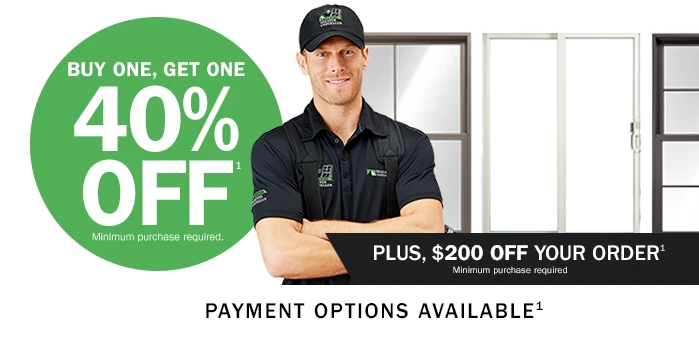 BUY ONE, GET ONE
40%
OFF¹
Minimum purchase required.
PLUS, $200 OFF YOUR ORDER¹
Minimum purchase required
PAYMENT OPTIONS AVAILABLE¹